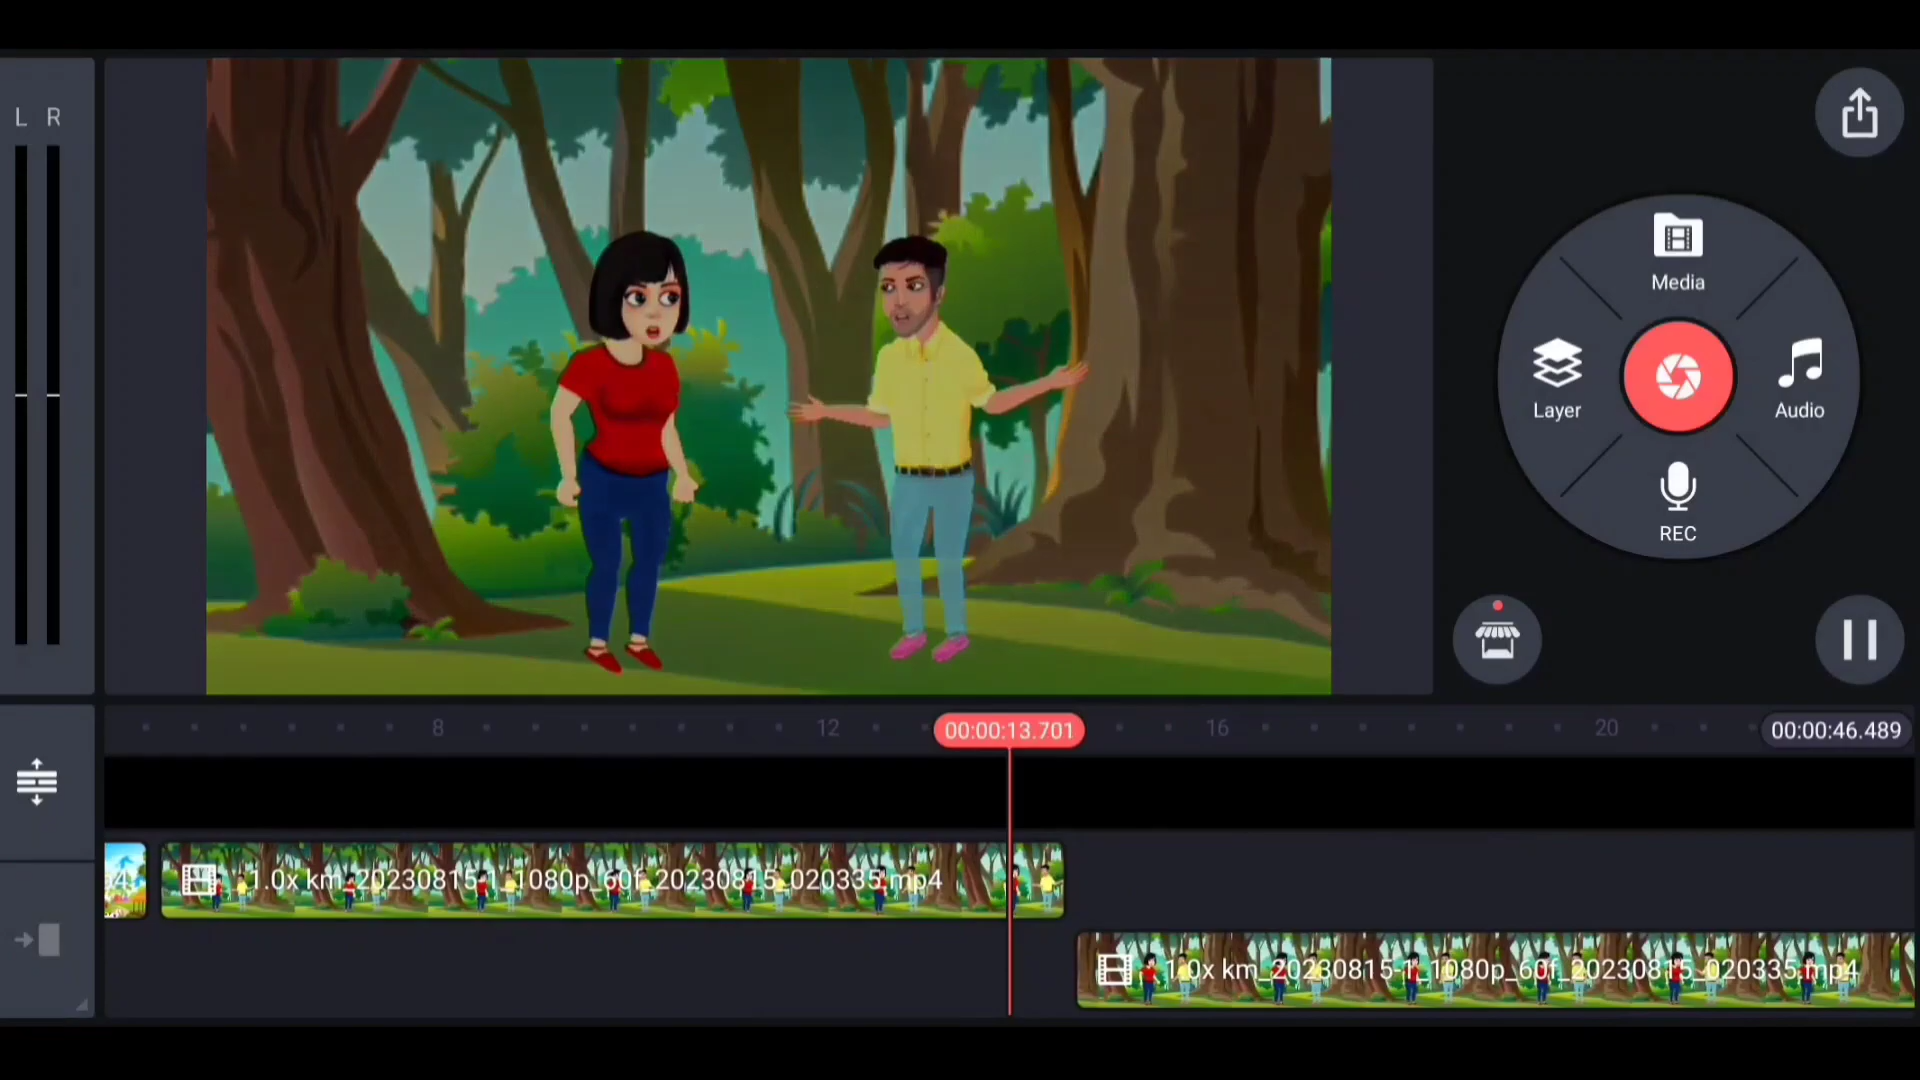 L R
Media
Layer
Audio
REC
8
12
00:00:13.701
16
20
00:00:46.489
1.0x km_20230815-1_1080p_60f_20230815_020335.mp4
1.0x km_20230815-1_1080p_60f_20230815_020335.mp4